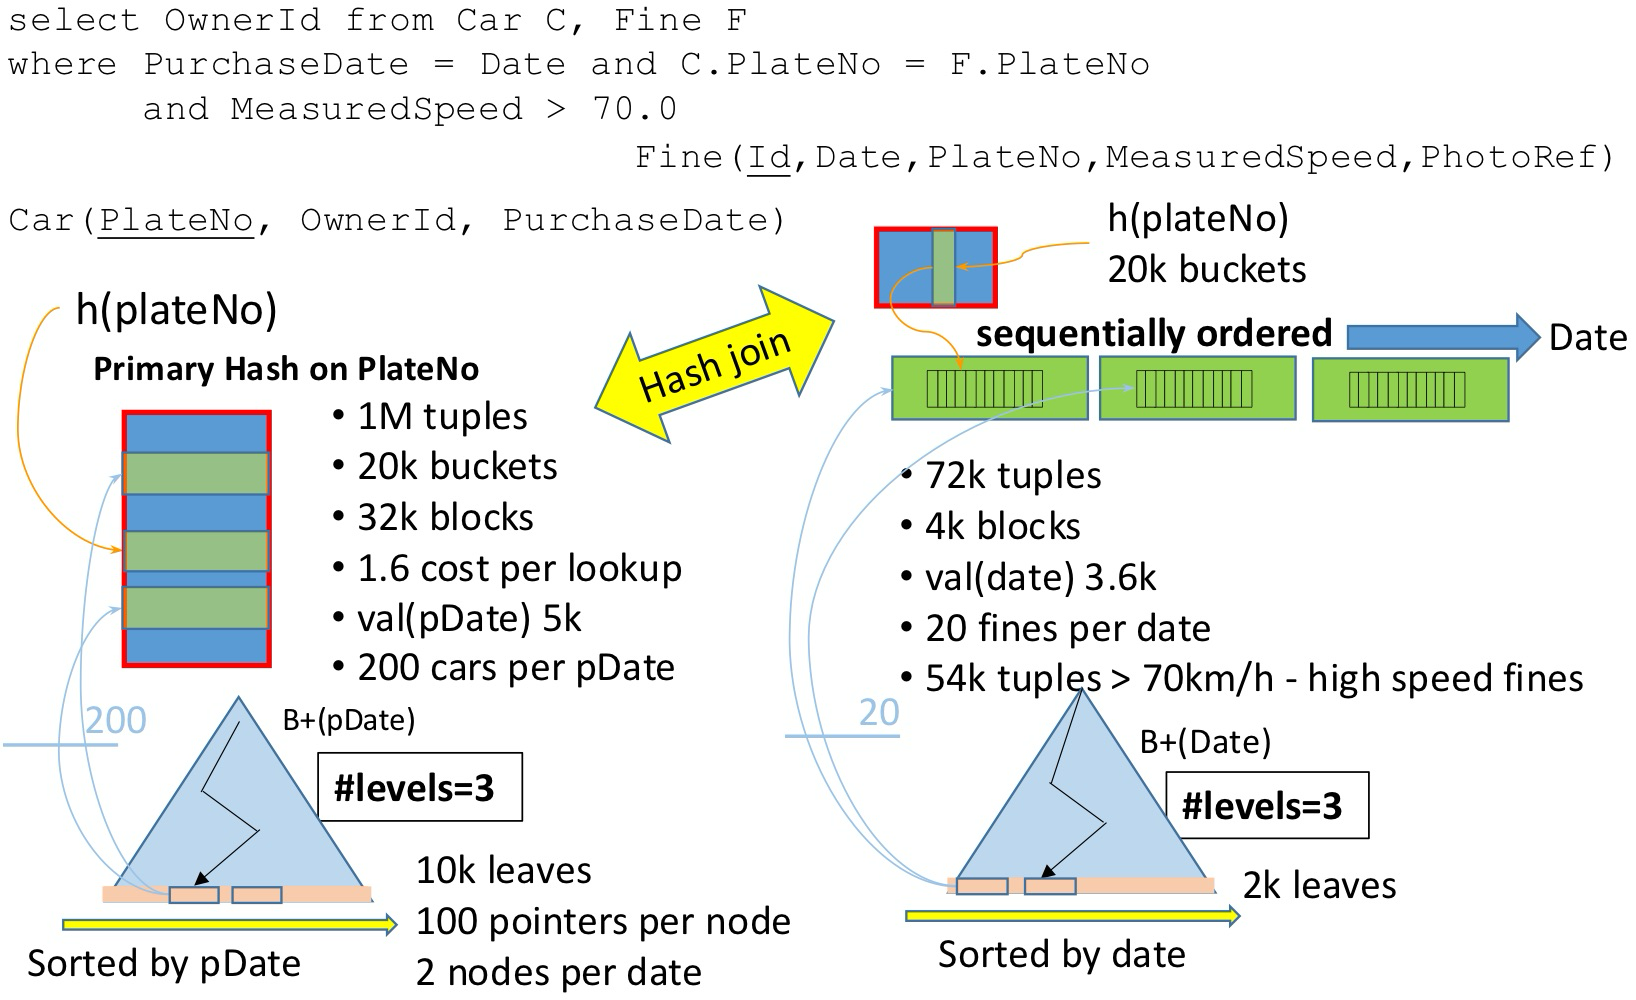 select OwnerId from Car C, Fine F
where PurchaseDate = Date and C.PlateNo = F.PlateNo
and MeasuredSpeed > 70.0
Fine(Id,Date,PlateNo,MeasuredSpeed,PhotoRef)
Car(PlateNo, OwnerId, PurchaseDate)
h(plateNo)
20k buckets
h(plateNo)
Primary Hash on PlateNo
Hash join
sequentially ordered
Date
• 1M tuples
• 20k buckets
• 32k blocks
• 1.6 cost per lookup
• val(pDate) 5k
• 200 cars per pDate
• 72k tuples
• 4k blocks
• val(date) 3.6k
• 20 fines per date
• 54k tuples > 70km/h - high speed fines
200
B+(pDate)
#levels=3
10k leaves
100 pointers per node
2 nodes per date
Sorted by pDate
20
B+(Date)
#levels=3
2k leaves
Sorted by date